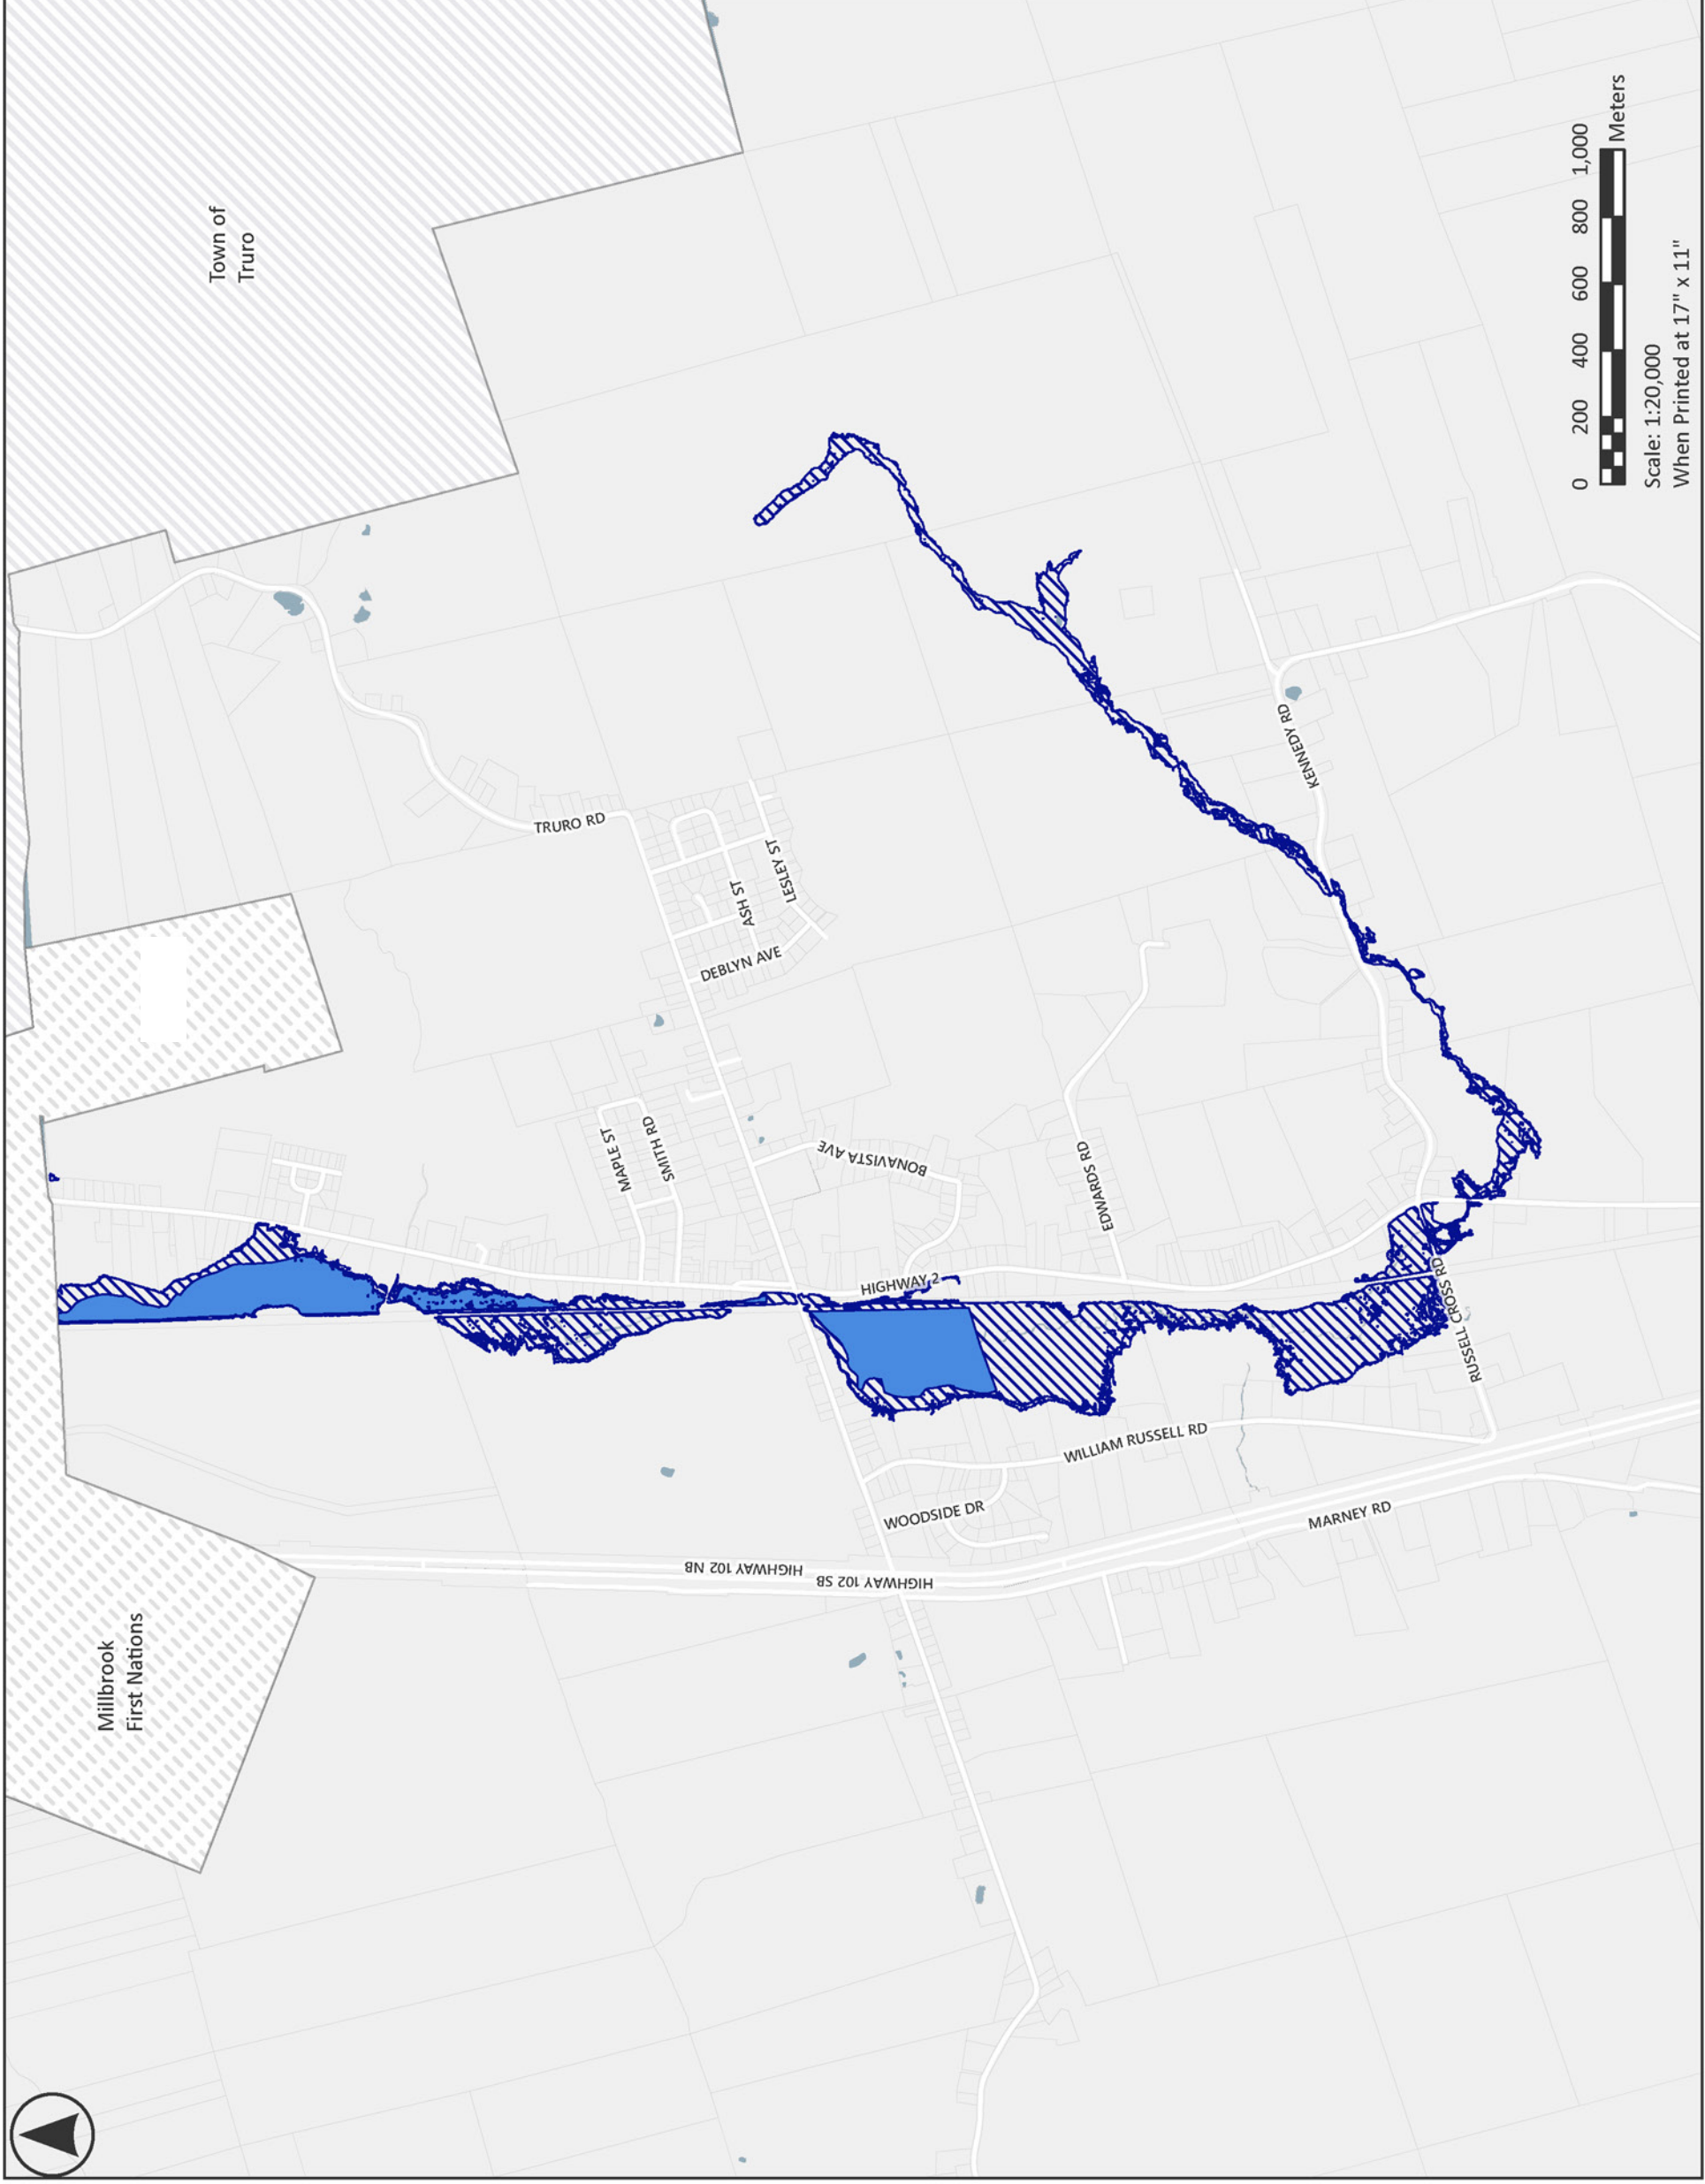 Town of
Truro
Millbrook
First Nations
TRURO RD
ASH ST
LESLEY ST
DEBLYN AVE
MAPLE ST
SMITH RD
BONAVISTA AVE
EDWARDS RD
KENNEDY RD
HIGHWAY 2
RUSSELL CROSS RD
WILLIAM RUSSELL RD
WOODSIDE DR
MARNEY RD
HIGHWAY 102 NB
HIGHWAY 102 SB
0 200 400 600 800 1,000
Meters
Scale: 1:20,000
When Printed at 17" x 11"